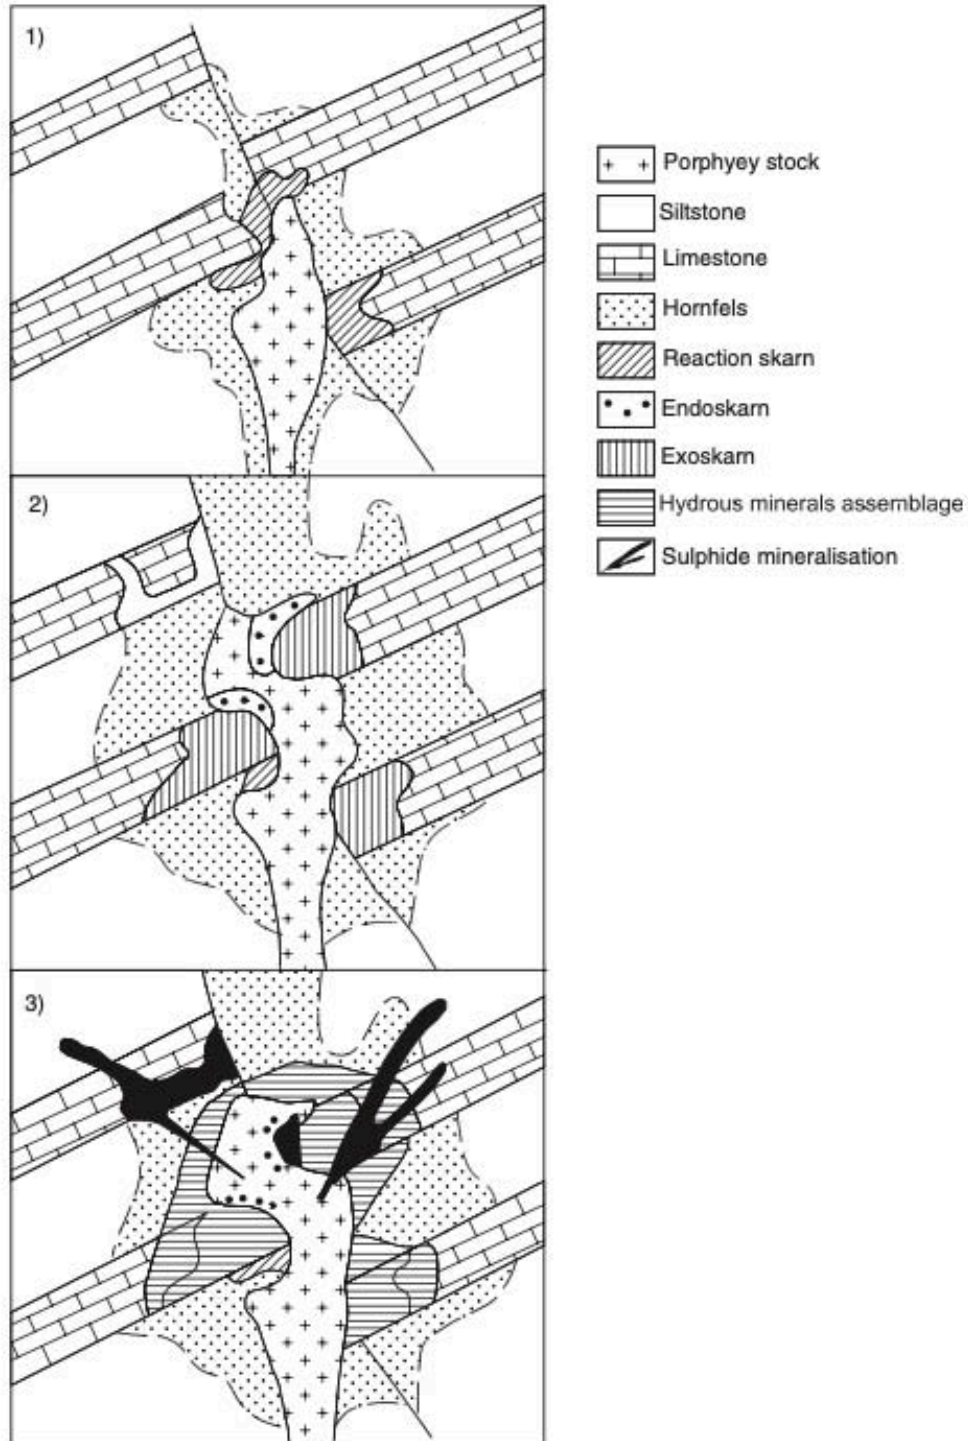 1)
Porphyey stock
Siltstone
Limestone
Hornfels
Reaction skarn
Endoskarn
Exoskarn
2)
Hydrous minerals assemblage
Sulphide mineralisation
3)